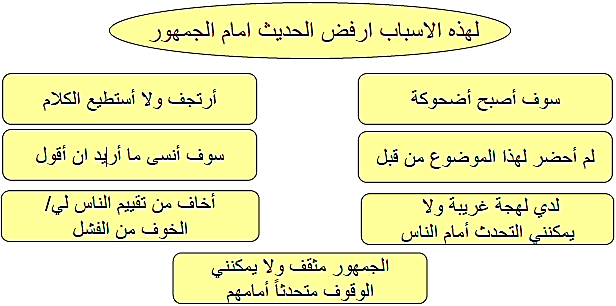 لهذه الاسباب ارفض الحديث امام الجمهور
سوف أصبح أضحوكة
أرتجف ولا أستطيع الكلام
لم أحضر لهذا الموضوع من قبل
سوف أنسى ما أرايد ان أقول
لدي لهجة غريبة ولا
يمكنني التحدث أمام الناس
أخاف من تقييم الناس لي/
الخوف من الفشل
الجمهور مثقف ولا يمكنني
الوقوف متحدثاً أمامهم